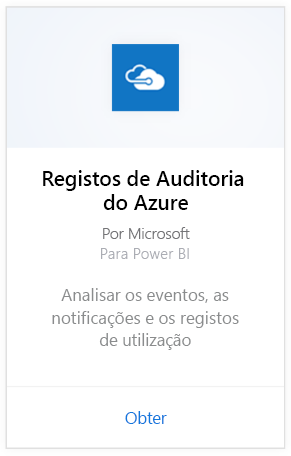 Registos de Auditoria
do Azure
Por Microsoft
Para Power BI
Analisar os eventos, as
notificações e os registos
de utilização
Obter